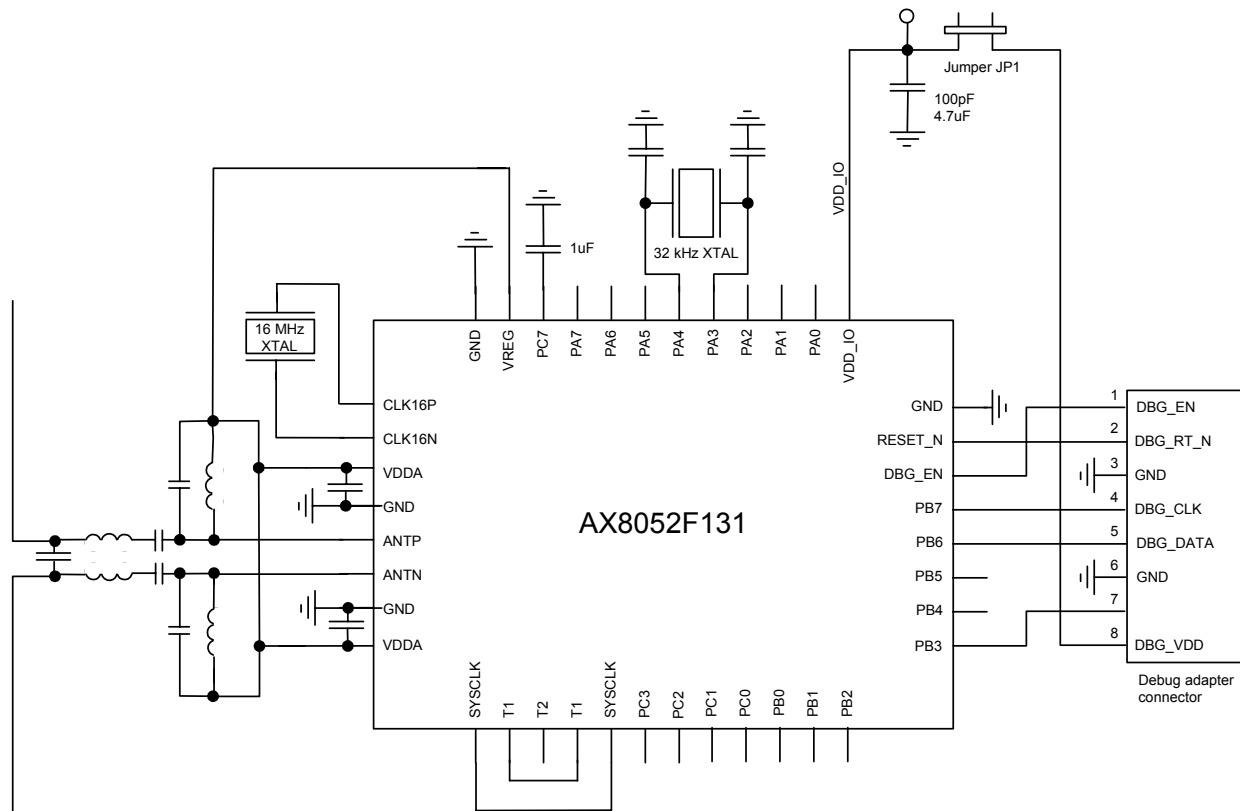 Jumper JP1
100pF
4.7uF
VDD_IO
1uF
32 kHz XTAL
16 MHz
XTAL
GND
VREG
PC7
PA7
PA6
PA5
PA4
PA3
PA2
PA1
PA0
VDD_IO
CLK16P
CLK16N
VDDA
GND
ANTP
ANTN
GND
VDDA
AX8052F131
GND
RESET_N
DBG_EN
PB7
PB6
PB5
PB4
PB3
1
DBG_EN
2
DBG_RT_N
3
GND
4
DBG_CLK
5
DBG_DATA
6
GND
7
8
DBG_VDD
Debug adapter
connector
SYSCLK
T1
T2
T1
SYSCLK
PC3
PC2
PC1
PC0
PB0
PB1
PB2